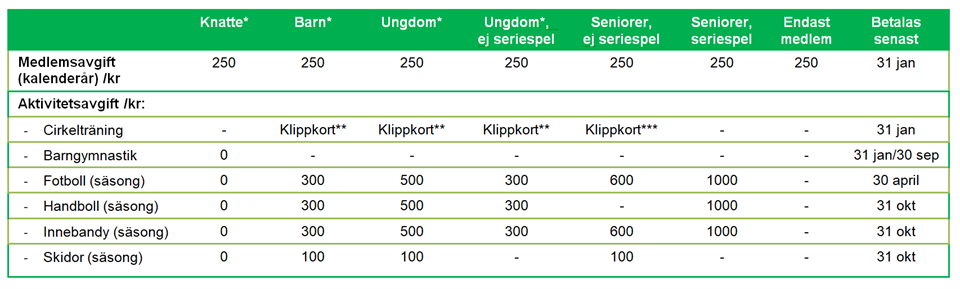 Knatte* Barn* Ungdom* Ungdom*, ej seriespel Seniorer, ej seriespel Seniorer, seriespel Endast medlem Betalas senast
Medlemsavgift (kalenderår) /kr 250 250 250 250 250 250 250 31 jan
Aktivitetsavgift /kr:
- Cirkelträning - Klippkort** Klippkort** Klippkort** Klippkort*** - - 31 jan
- Barngymnastik 0 - - - - - - 31 jan/30 sep
- Fotboll (säsong) 0 300 500 300 600 1000 - 30 april
- Handboll (säsong) 0 300 500 300 - 1000 - 31 okt
- Innebandy (säsong) 0 300 500 300 600 1000 - 31 okt
- Skidor (säsong) 0 100 100 - 100 - - 31 okt